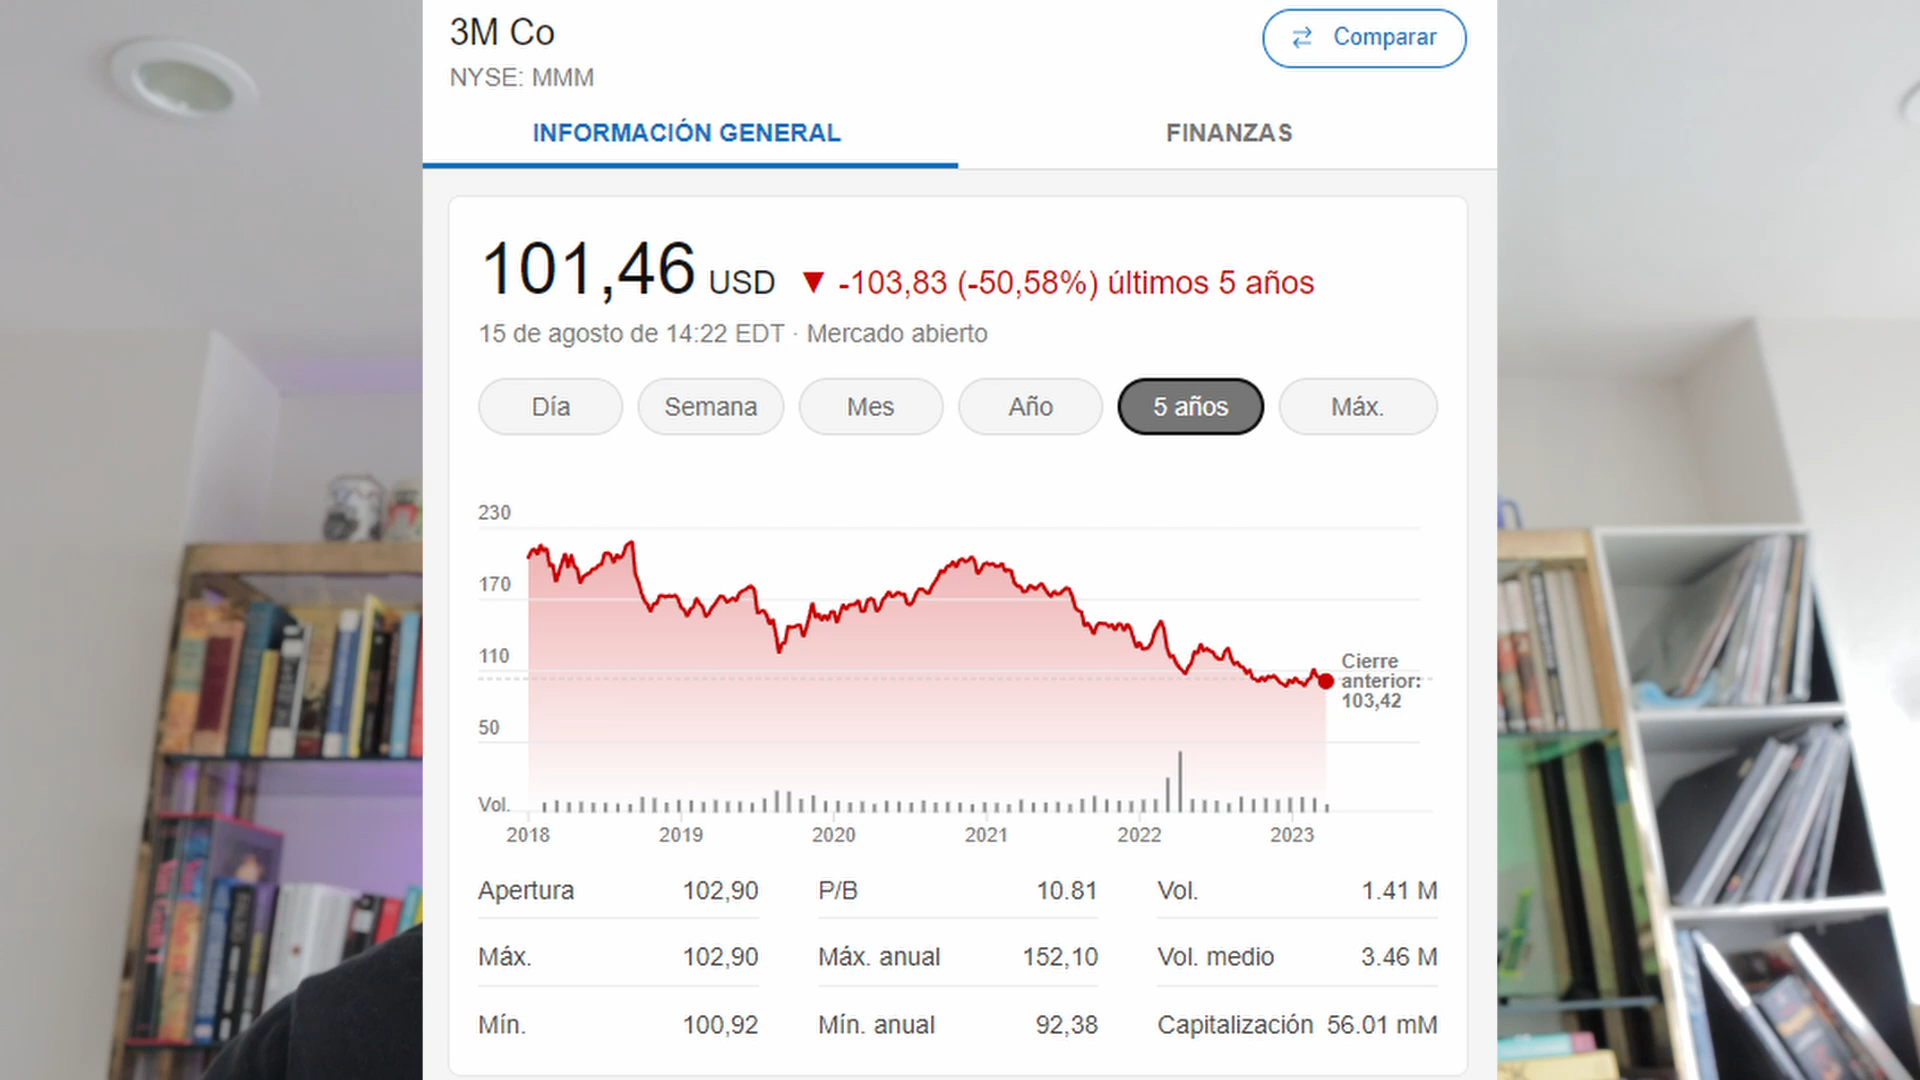 3M Co
Comparar
NYSE: MMM
INFORMACIÓN GENERAL
FINANZAS
101,46 USD ▼ -103,83 (-50,58%) últimos 5 años
15 de agosto de 14:22 EDT · Mercado abierto
Día
Semana
Mes
Año
5 años
Máx.
230
170
110
50
Vol.
Cierre
anterior:
103,42
2018
2019
2020
2021
2022
2023
Apertura 102,90
P/B 10.81
Vol. 1.41 M
Máx. 102,90
Máx. anual 152,10
Vol. medio 3.46 M
Mín. 100,92
Mín. anual 92,38
Capitalización 56.01 mM